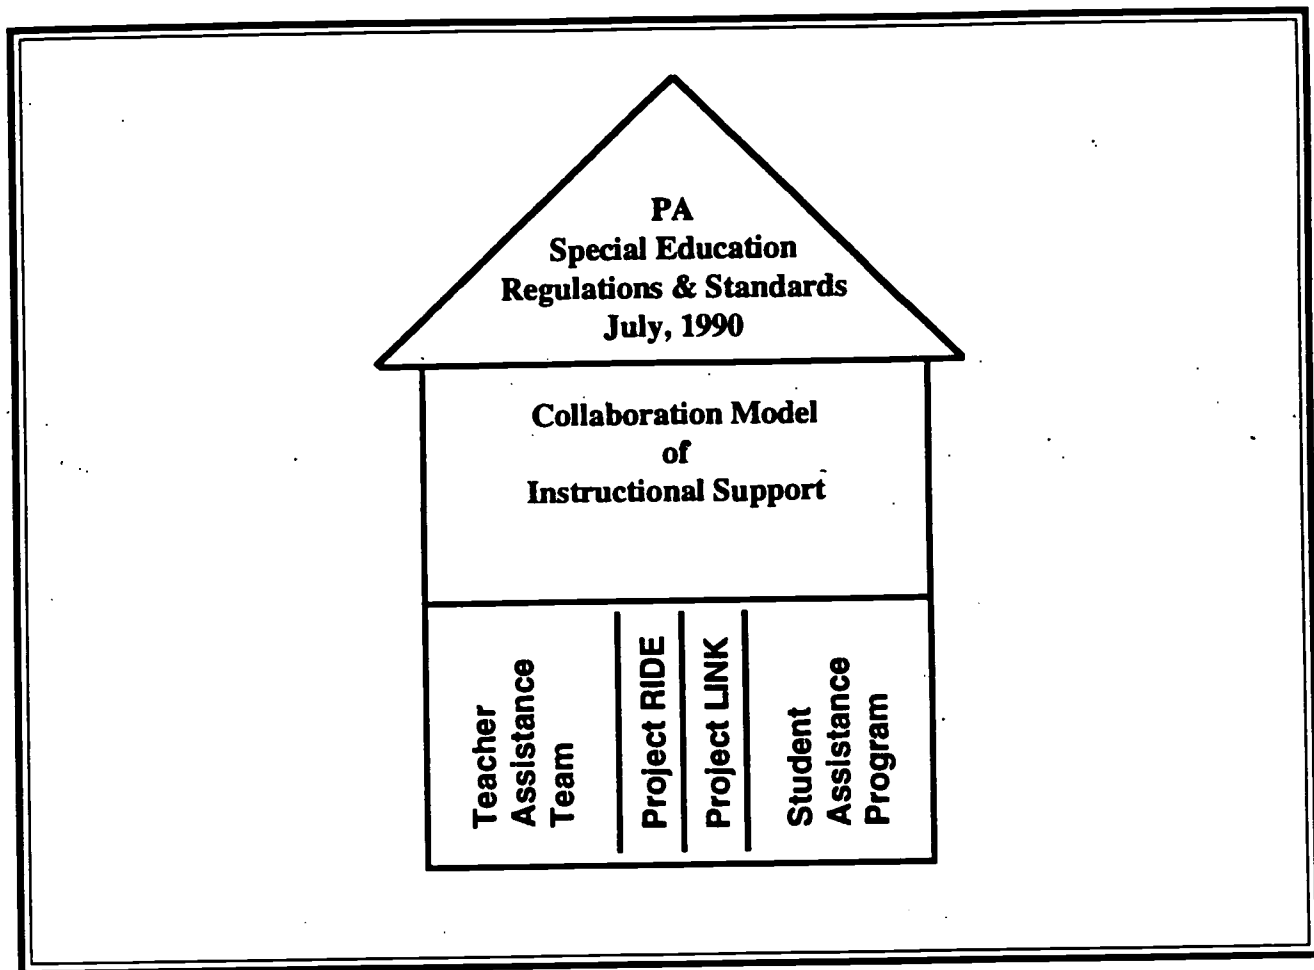 PA
Special Education
Regulations & Standards
July, 1990
Collaboration Model
of
Instructional Support
Teacher
Assistance
Team
Project RIDE
Project LINK
Student
Assistance
Program